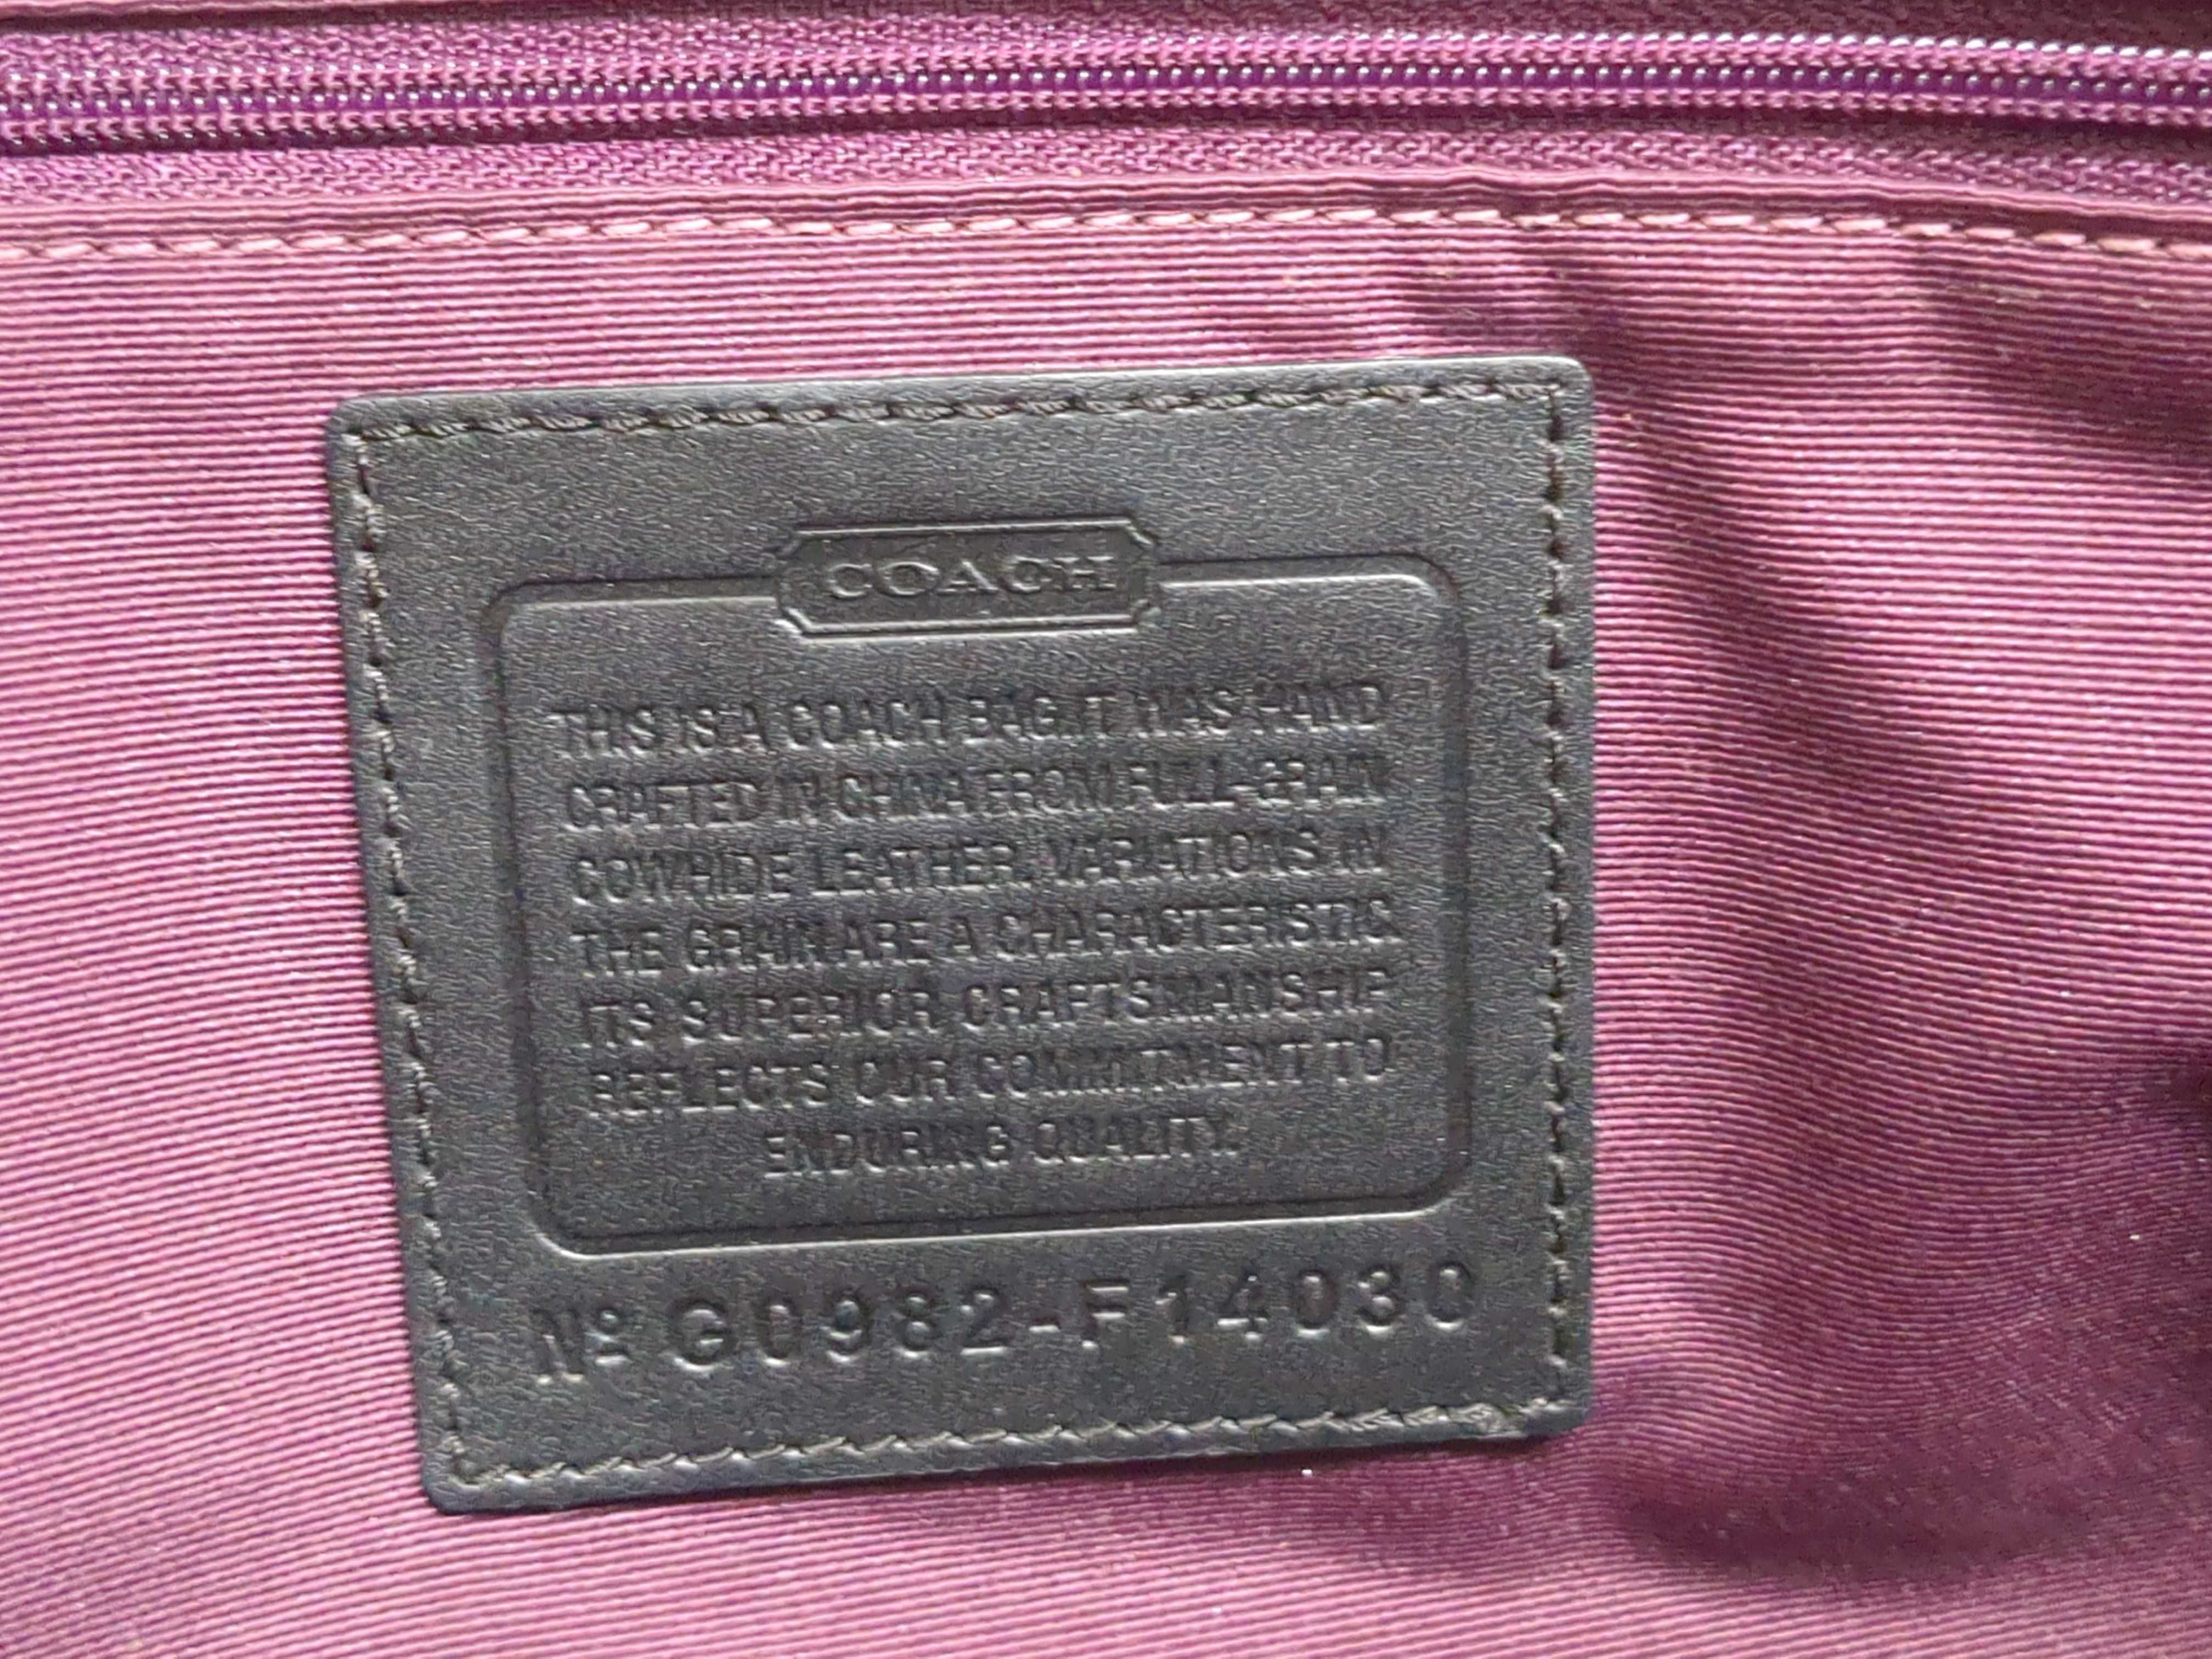 COACH
THIS IS A COACH BAG. IT WAS HAND
CRAFTED IN CHINA FROM FULL-GRAIN
COWHIDE LEATHER. VARIATIONS IN
THE GRAIN ARE A CHARACTERISTIC.
ITS SUPERIOR CRAFTSMANSHIP
REFLECTS OUR COMMITMENT TO
ENDURING QUALITY.
Nº G0982-F14030